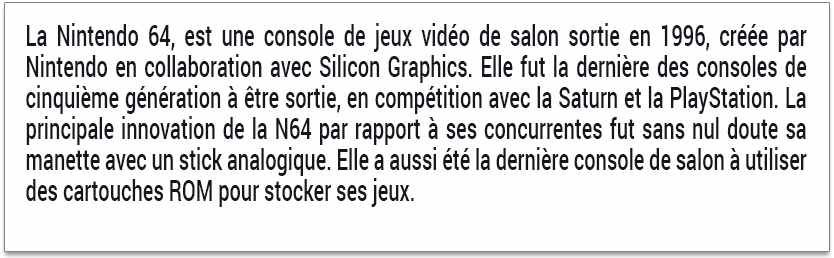 La Nintendo 64, est une console de jeux vidéo de salon sortie en 1996, créée par
Nintendo en collaboration avec Silicon Graphics. Elle fut la dernière des consoles de
cinquième génération à être sortie, en compétition avec la Saturn et la PlayStation. La
principale innovation de la N64 par rapport à ses concurrentes fut sans nul doute sa
manette avec un stick analogique. Elle a aussi été la dernière console de salon à utiliser
des cartouches ROM pour stocker ses jeux.